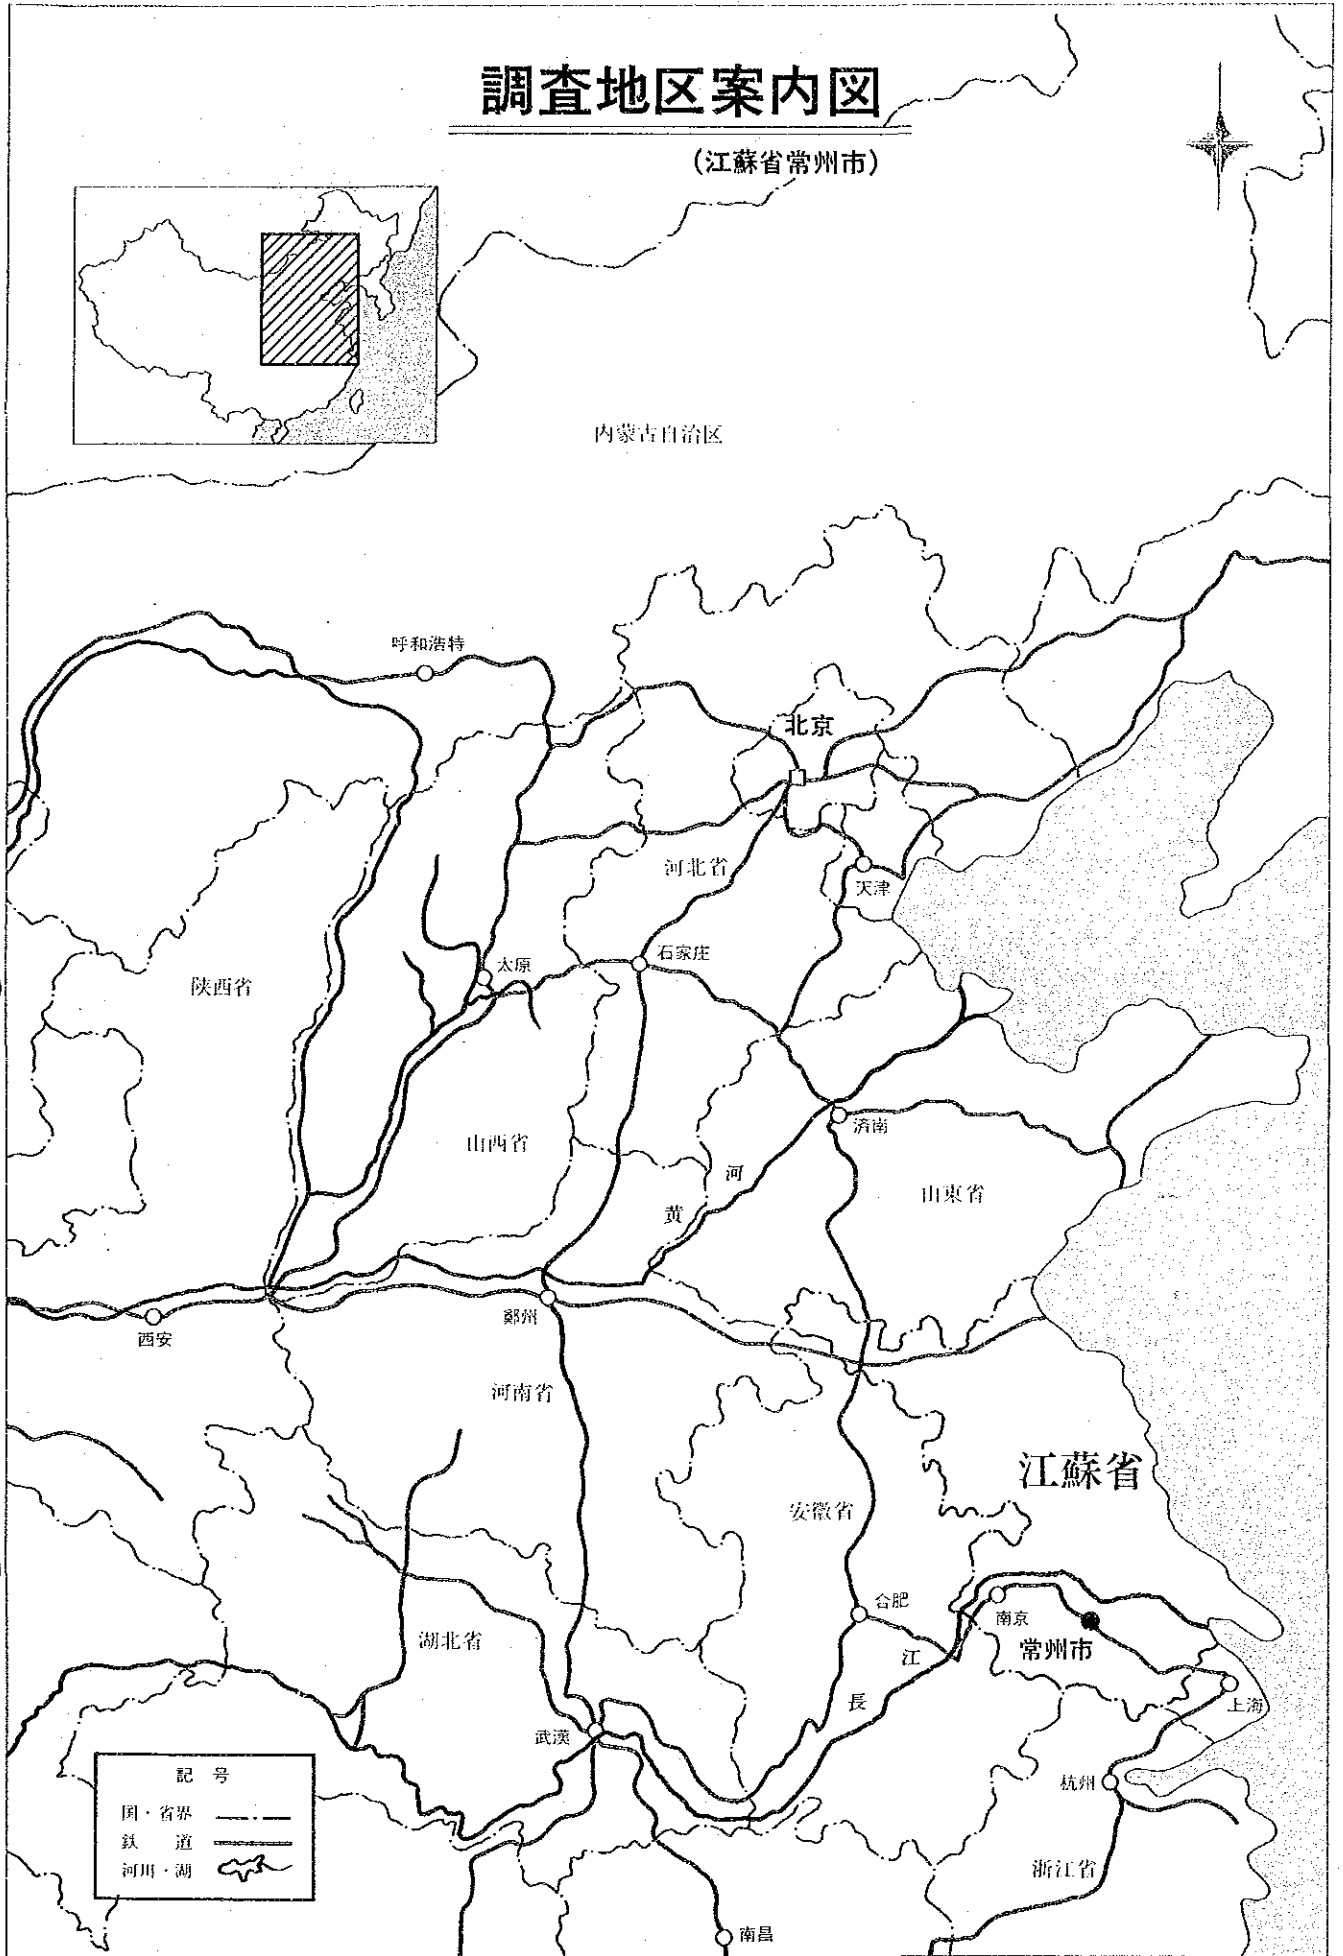 調査地区案内図
(江蘇省常州市)
内蒙古自治区
呼和浩特
北京
河北省
天津
石家庄
太原
陕西省
山西省
済南
河
黄
山東省
西安
鄭州
河南省
江蘇省
安徽省
合肥
南京
常州市
江
長
湖北省
上海
武漢
杭州
浙江省
南昌
記 号
国・省界
鉄 道
河川・湖